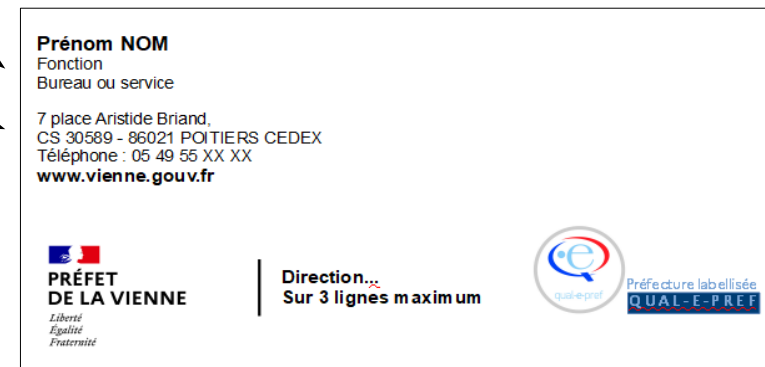 Prénom NOM
Fonction
Bureau ou service
7 place Aristide Briand,
CS 30589 - 86021 POITIERS CEDEX
Téléphone : 05 49 55 XX XX
www.vienne.gouv.fr
PRÉFET
DE LA VIENNE
Liberté
Égalité
Fraternité
Direction...
Sur 3 lignes maximum
e
qual-e-pref
Préfecture labellisée
QUAL-E-PREF